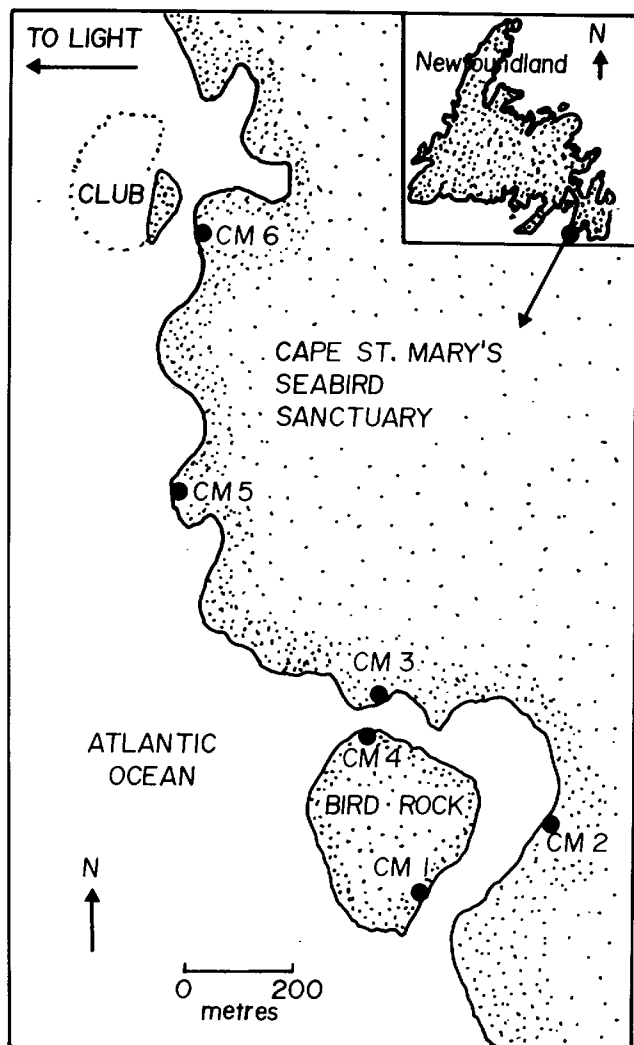 TO LIGHT
N
Newfoundland
CLUB
CM 6
CAPE ST. MARY'S
SEABIRD
SANCTUARY
CM 5
CM 3
ATLANTIC
OCEAN
CM 4
BIRD ROCK
CM 2
CM 1
N
0 200
metres